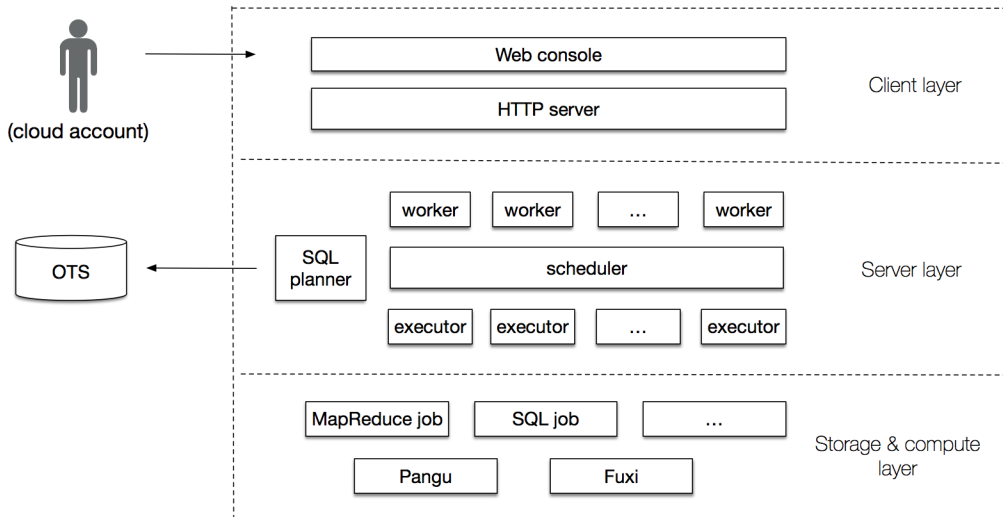 Web console
Client layer
HTTP server
(cloud account)
worker worker ... worker
SQL
planner
scheduler
Server layer
OTS
executor executor ... executor
MapReduce job SQL job ...
Storage & compute
layer
Pangu Fuxi